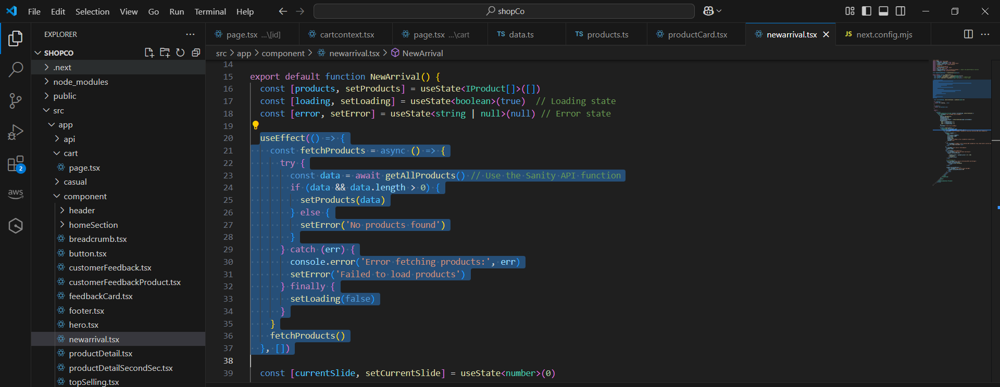 File Edit Selection View Go Run Terminal Help
shopCo
EXPLORER
page.tsx ...\[id]
cartcontext.tsx
page.tsx ...\cart
TS data.ts
TS products.ts
productCard.tsx
newarrival.tsx
JS next.config.mjs
SHOPCO
.next
node_modules
public
src
app
api
cart
page.tsx
casual
component
header
homeSection
breadcrumb.tsx
button.tsx
customerFeedback.tsx
customerFeedbackProduct.tsx
feedbackCard.tsx
footer.tsx
hero.tsx
newarrival.tsx
productDetail.tsx
productDetailSecondSec.tsx
topSelling.tsx
2
aws
src > app > component > newarrival.tsx > NewArrival
14
15 export default function NewArrival() {
16 const [products, setProducts] = useState<IProduct[]>([])
17 const [loading, setLoading] = useState<boolean>(true) // Loading state
18 const [error, setError] = useState<string | null>(null) // Error state
19
20 useEffect(() => {
21 const fetchProducts = async () => {
22 try {
23 const data = await getAllProducts() // Use the Sanity API function
24 if (data && data.length > 0) {
25 setProducts(data)
26 } else {
27 setError('No products found')
28 }
29 } catch (err) {
30 console.error('Error fetching products:', err)
31 setError('Failed to load products')
32 } finally {
33 setLoading(false)
34 }
35 }
36 fetchProducts()
37 }, [])
38
39 const [currentSlide, setCurrentSlide] = useState<number>(0)